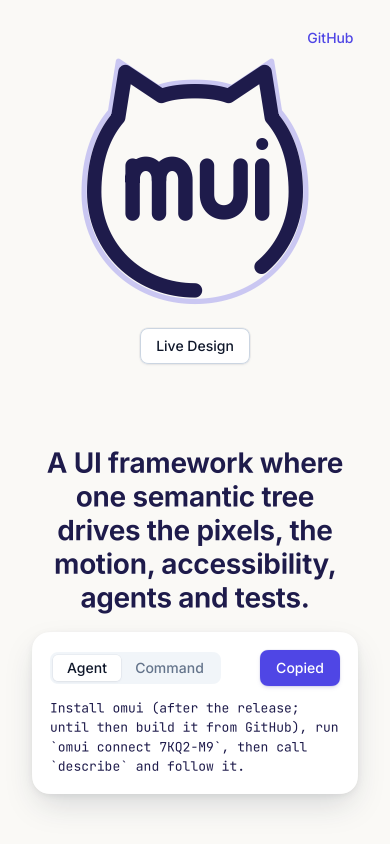 GitHub
mui
Live Design
A UI framework where
one semantic tree
drives the pixels, the
motion, accessibility,
agents and tests.
Agent
Command
Copied
Install omui (after the release;
until then build it from GitHub), run
`omui connect 7KQ2-M9`, then call
`describe` and follow it.